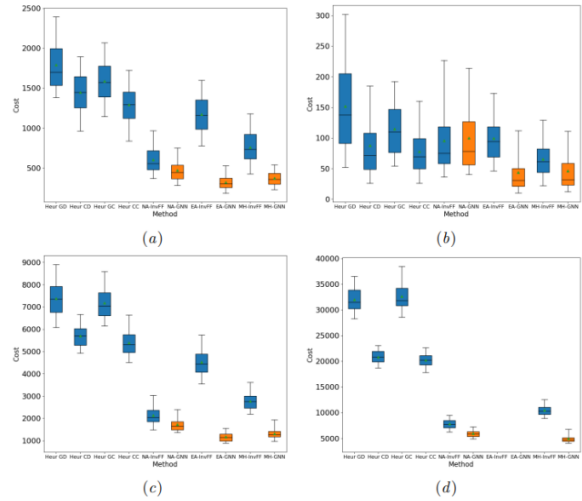 2500
2000
1500
1000
500
Cost
Heur GD Heur CD Heur GC Heur CC NA-InvFF NA-GNN EA-InvFF EA-GNN MH-InvFF MH-GNN
Method
(a)
300
250
200
150
100
50
0
Cost
Heur GD Heur CD Heur GC Heur CC NA-InvFF NA-GNN EA-InvFF EA-GNN MH-InvFF MH-GNN
Method
(b)
9000
8000
7000
6000
5000
4000
3000
2000
1000
Cost
Heur GD Heur CD Heur GC Heur CC NA-InvFF NA-GNN EA-InvFF EA-GNN MH-InvFF MH-GNN
Method
(c)
40000
35000
30000
25000
20000
15000
10000
5000
Cost
Heur GD Heur CD Heur GC Heur CC NA-InvFF NA-GNN EA-InvFF EA-GNN MH-InvFF MH-GNN
Method
(d)